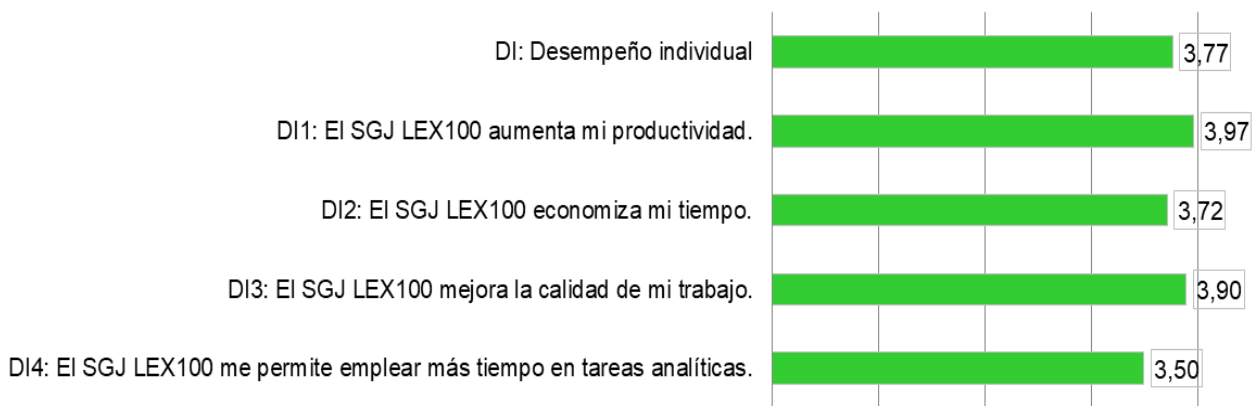 DI: Desempeño individual 3,77
DI1: El SGJ LEX100 aumenta mi productividad. 3,97
DI2: El SGJ LEX100 economiza mi tiempo. 3,72
DI3: El SGJ LEX100 mejora la calidad de mi trabajo. 3,90
DI4: El SGJ LEX100 me permite emplear más tiempo en tareas analíticas. 3,50